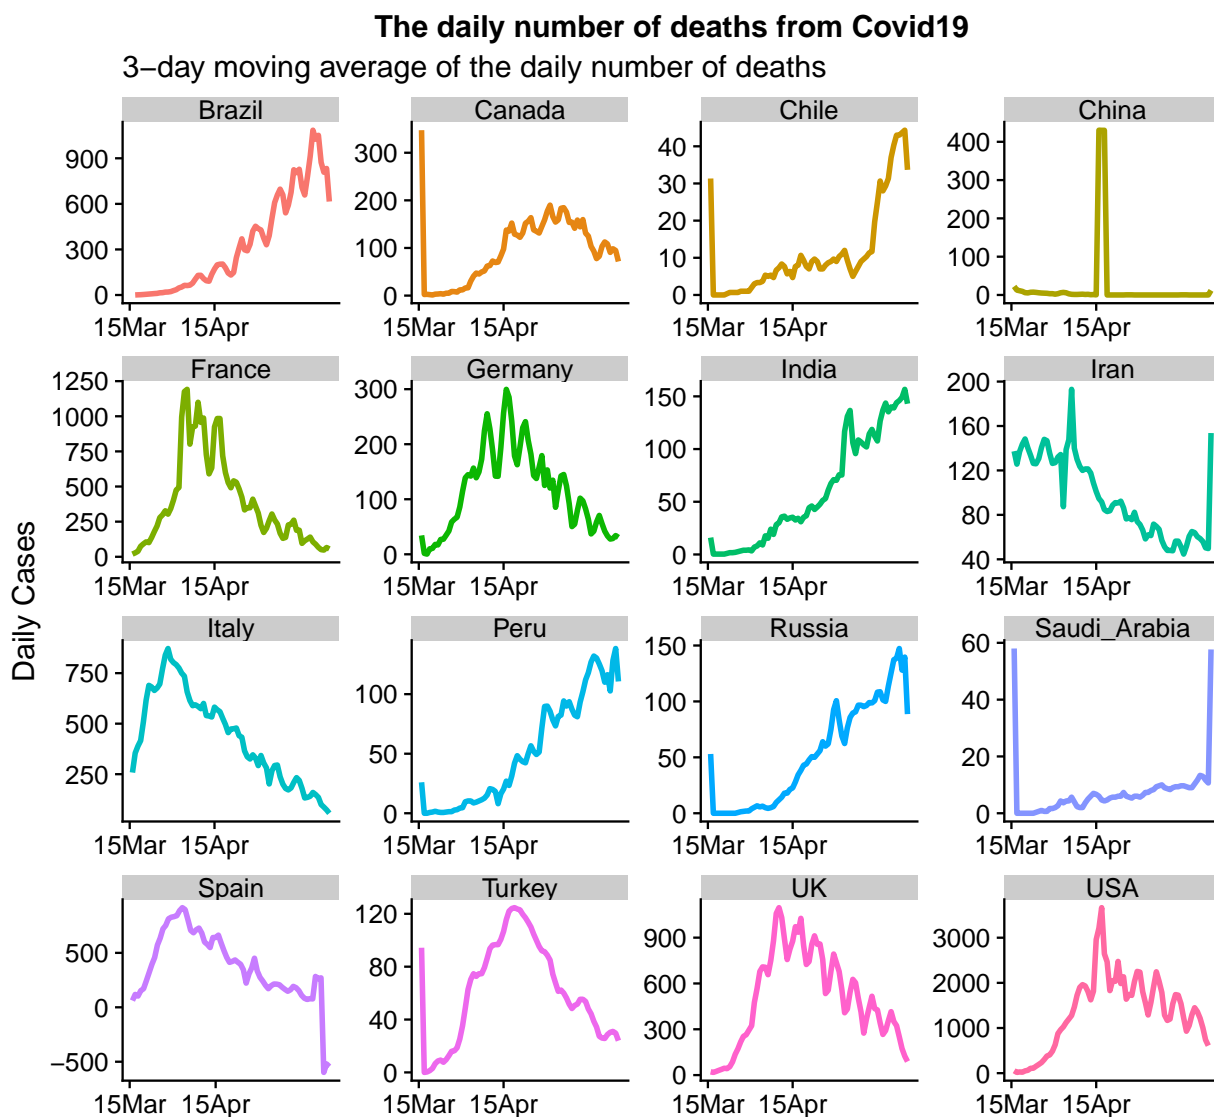 The daily number of deaths from Covid19
3−day moving average of the daily number of deaths
Daily Cases
Brazil
900
600
300
0
15Mar 15Apr
Canada
300
200
100
0
15Mar 15Apr
Chile
40
30
20
10
0
15Mar 15Apr
China
400
300
200
100
0
15Mar 15Apr
France
1250
1000
750
500
250
0
15Mar 15Apr
Germany
300
200
100
0
15Mar 15Apr
India
150
100
50
0
15Mar 15Apr
Iran
200
160
120
80
40
15Mar 15Apr
Italy
750
500
250
15Mar 15Apr
Peru
100
50
0
15Mar 15Apr
Russia
150
100
50
0
15Mar 15Apr
Saudi_Arabia
60
40
20
0
15Mar 15Apr
Spain
500
0
−500
15Mar 15Apr
Turkey
120
80
40
0
15Mar 15Apr
UK
900
600
300
0
15Mar 15Apr
USA
3000
2000
1000
0
15Mar 15Apr